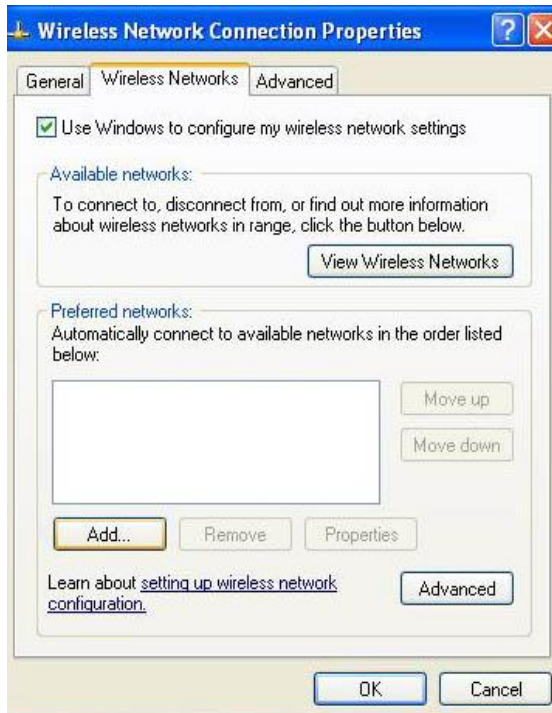 Wireless Network Connection Properties
General Wireless Networks Advanced
Use Windows to configure my wireless network settings
Available networks:
To connect to, disconnect from, or find out more information
about wireless networks in range, click the button below.
View Wireless Networks
Preferred networks:
Automatically connect to available networks in the order listed
below:
Move up
Move down
Add... Remove Properties
Learn about setting up wireless network
configuration.
Advanced
OK Cancel